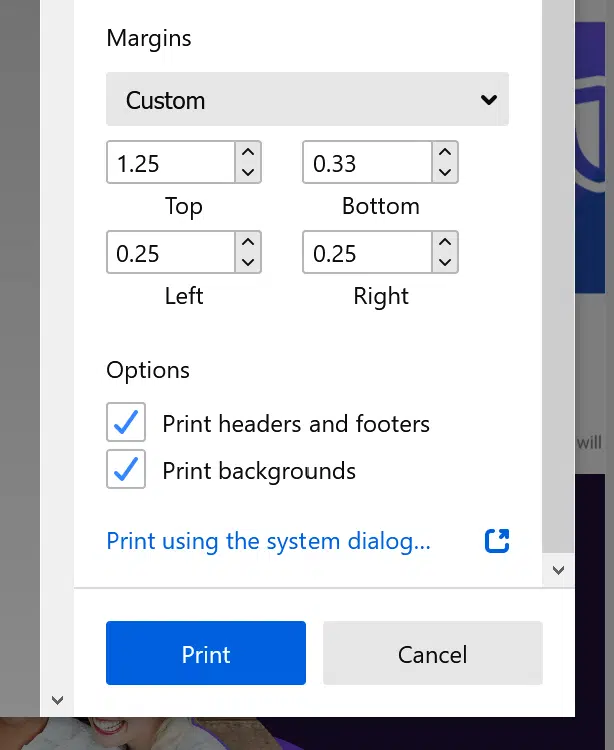 Margins
Custom
1.25
0.33
Top
Bottom
0.25
0.25
Left
Right
Options
Print headers and footers
Print backgrounds
Print using the system dialog...
will
Print
Cancel